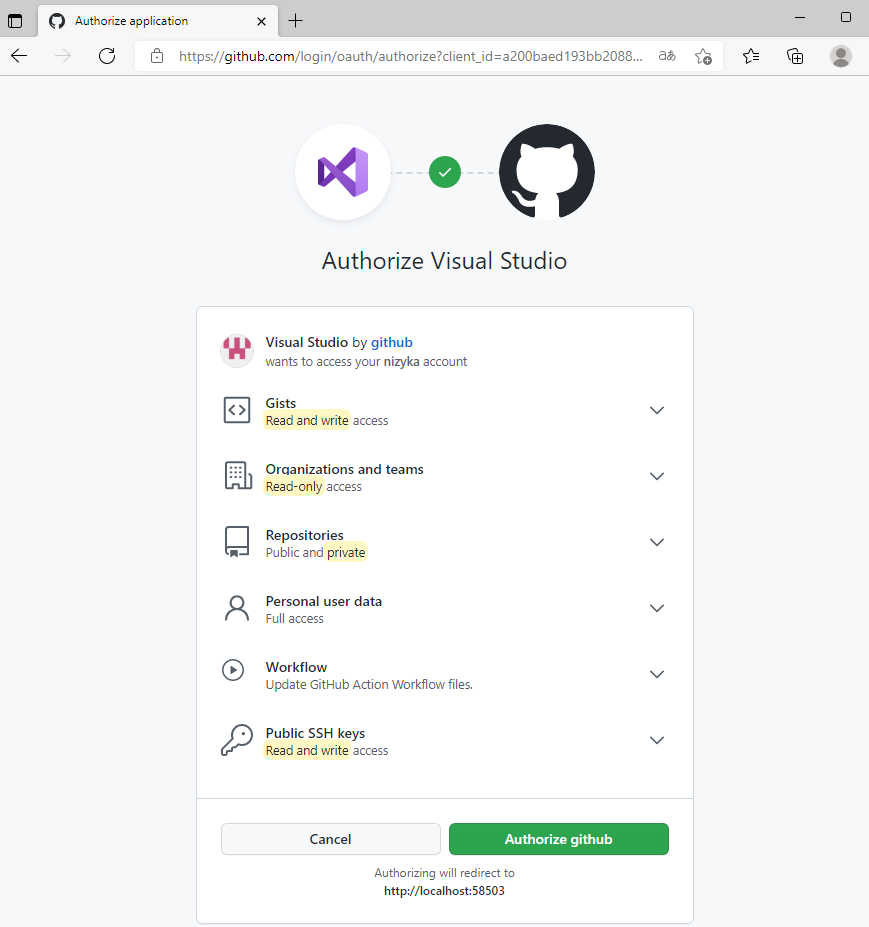 Authorize application
https://github.com/login/oauth/authorize?client_id=a200baed193bb2088...
aあ
Authorize Visual Studio
Visual Studio by github
wants to access your nizyka account
Gists
Read and write access
Organizations and teams
Read-only access
Repositories
Public and private
Personal user data
Full access
Workflow
Update GitHub Action Workflow files.
Public SSH keys
Read and write access
Cancel
Authorize github
Authorizing will redirect to
http://localhost:58503